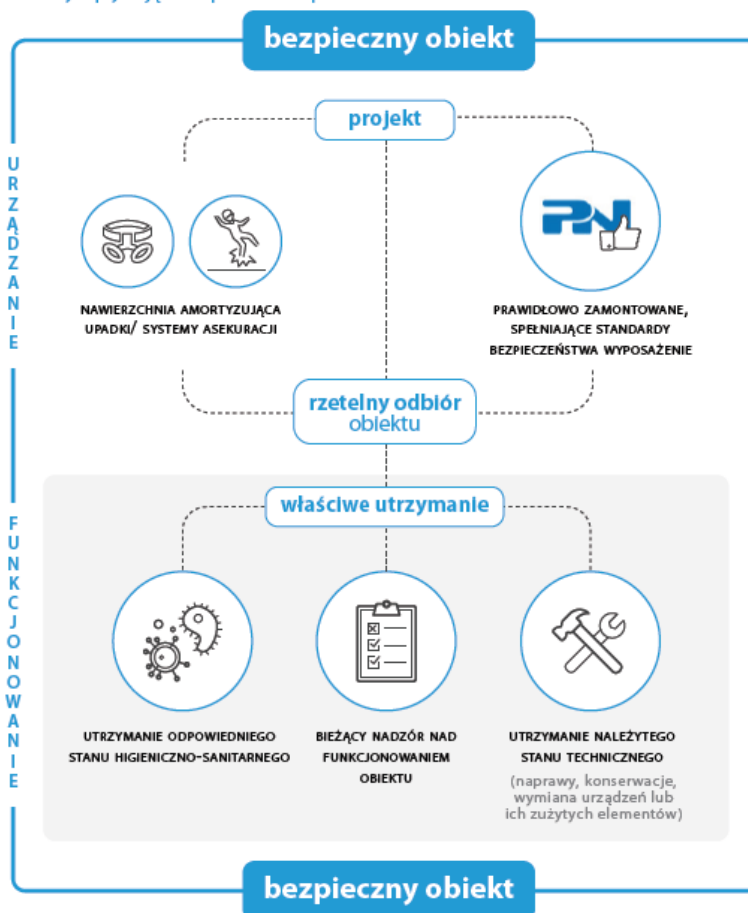 bezpieczny obiekt
projekt
URZĄDZANIE
PN
NAWIERZCHNIA AMORTYZUJĄCA
UPADKI/ SYSTEMY ASEKURACJI
PRAWIDŁOWO ZAMONTOWANE,
SPEŁNIAJĄCE STANDARDY
BEZPIECZEŃSTWA WYPOSAŻENIE
rzetelny odbiór
obiektu
właściwe utrzymanie
FUNKCJONOWANIE
UTRZYMANIE ODPOWIEDNIEGO
STANU HIGIENICZNO-SANITARNEGO
BIEŻĄCY NADZÓR NAD
FUNKCJONOWANIEM
OBIEKTU
UTRZYMANIE NALEŻYTEGO
STANU TECHNICZNEGO
(naprawy, konserwacje,
wymiana urządzeń lub
ich zużytych elementów)
bezpieczny obiekt